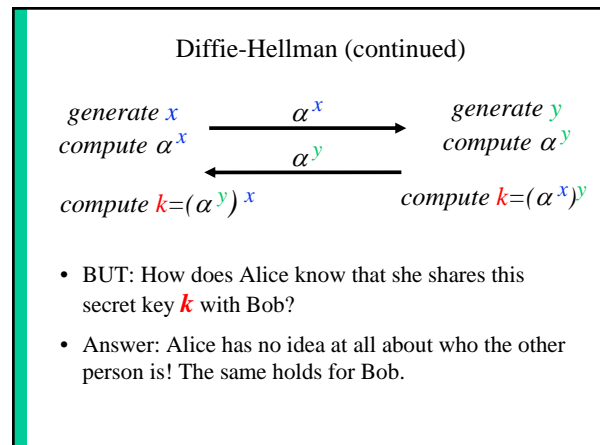 Diffie-Hellman (continued)
generate x
compute α^x
α^x
generate y
compute α^y
α^y
compute k=(α^y)^x
compute k=(α^x)^y
• BUT: How does Alice know that she shares this
secret key k with Bob?
• Answer: Alice has no idea at all about who the other
person is! The same holds for Bob.